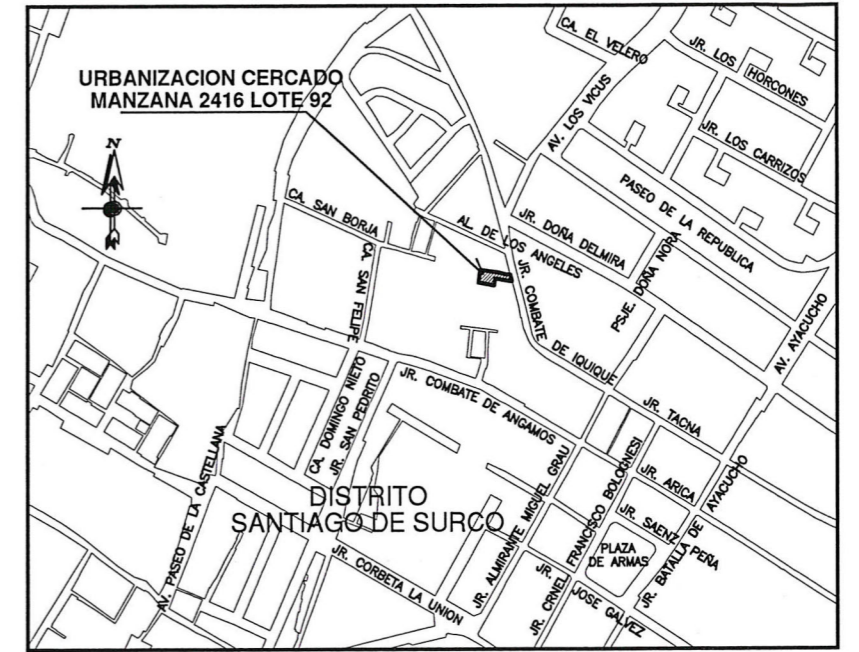 CA. EL VELERO
JR. LOS HORCONES
URBANIZACION CERCADO
MANZANA 2416 LOTE 92
AV. LOS VICUS
JR. LOS CARRIZOS
N
PASEO DE LA REPUBLICA
CA. SAN BORJA
AL. DE LOS ANGELES
JR. DOÑA DELMIRA
CA. SAN FELIPE
PSJE. DOÑA NORA
JR. COMBATE DE IQUIQUE
AV. AYACUCHO
JR. COMBATE DE ANGAMOS
CA. DOMINGO NIETO
JR. SAN PEDRITO
JR. TACNA
AV. PASEO DE LA CASTELLANA
JR. ALMIRANTE MIGUEL GRAU
JR. CRNEL FRANCISCO BOLOGNESI
JR. ARICA
DISTRITO
SANTIAGO DE SURCO
JR. SAENZ PEÑA
JR. BATALLA DE AYACUCHO
PLAZA
DE ARMAS
JR. CORBETA LA UNION
JR. JOSE GALVEZ